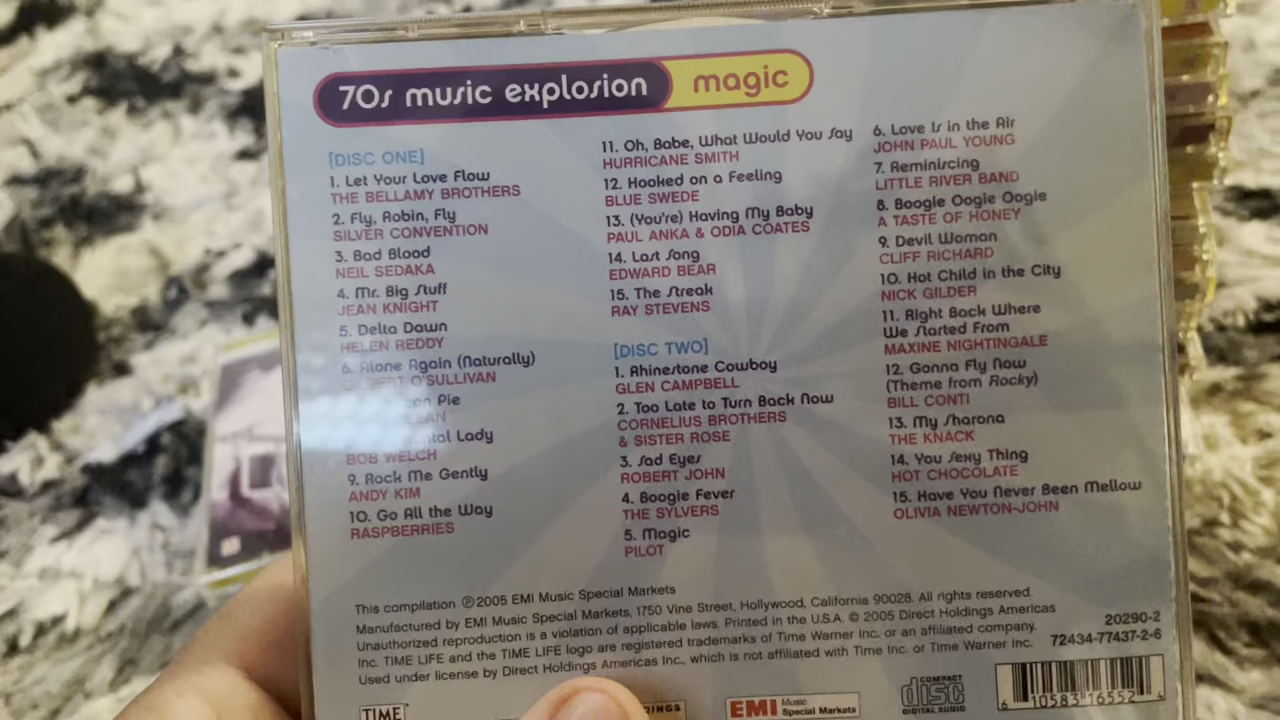 70s music explosion magic
[DISC ONE]
1. Let Your Love Flow
THE BELLAMY BROTHERS
2. Fly, Robin, Fly
SILVER CONVENTION
3. Bad Blood
NEIL SEDAKA
4. Mr. Big Stuff
JEAN KNIGHT
5. Delta Dawn
HELEN REDDY
6. Alone Again (Naturally)
O'SULLIVAN
Pie
Lady
BOB WELCH
9. Rock Me Gently
ANDY KIM
10. Go All the Way
RASPBERRIES
11. Oh, Babe, What Would You Say
HURRICANE SMITH
12. Hooked on a Feeling
BLUE SWEDE
13. (You're) Having My Baby
PAUL ANKA & ODIA COATES
14. Last Song
EDWARD BEAR
15. The Streak
RAY STEVENS
[DISC TWO]
1. Rhinestone Cowboy
GLEN CAMPBELL
2. Too Late to Turn Back Now
CORNELIUS BROTHERS
& SISTER ROSE
3. Sad Eyes
ROBERT JOHN
4. Boogie Fever
THE SYLVERS
5. Magic
PILOT
6. Love Is in the Air
JOHN PAUL YOUNG
7. Reminiscing
LITTLE RIVER BAND
8. Boogie Oogie Oogie
A TASTE OF HONEY
9. Devil Woman
CLIFF RICHARD
10. Hot Child in the City
NICK GILDER
11. Right Back Where
We Started From
MAXINE NIGHTINGALE
12. Gonna Fly Now
(Theme from Rocky)
BILL CONTI
13. My Sharona
THE KNACK
14. You Sexy Thing
HOT CHOCOLATE
15. Have You Never Been Mellow
OLIVIA NEWTON-JOHN
This compilation ℗ 2005 EMI Music Special Markets
Manufactured by EMI Music Special Markets, 1750 Vine Street, Hollywood, California 90028. All rights reserved.
Unauthorized reproduction is a violation of applicable laws. Printed in the U.S.A. © 2005 Direct Holdings Americas
Inc. TIME LIFE and the TIME LIFE logo are registered trademarks of Time Warner Inc. or an affiliated company.
Used under license by Direct Holdings Americas Inc., which is not affiliated with Time Inc. or Time Warner Inc.
20290-2
72434-77437-2-6
TIME
EMI Music Special Markets
COMPACT disc DIGITAL AUDIO
6 10583 16552 4